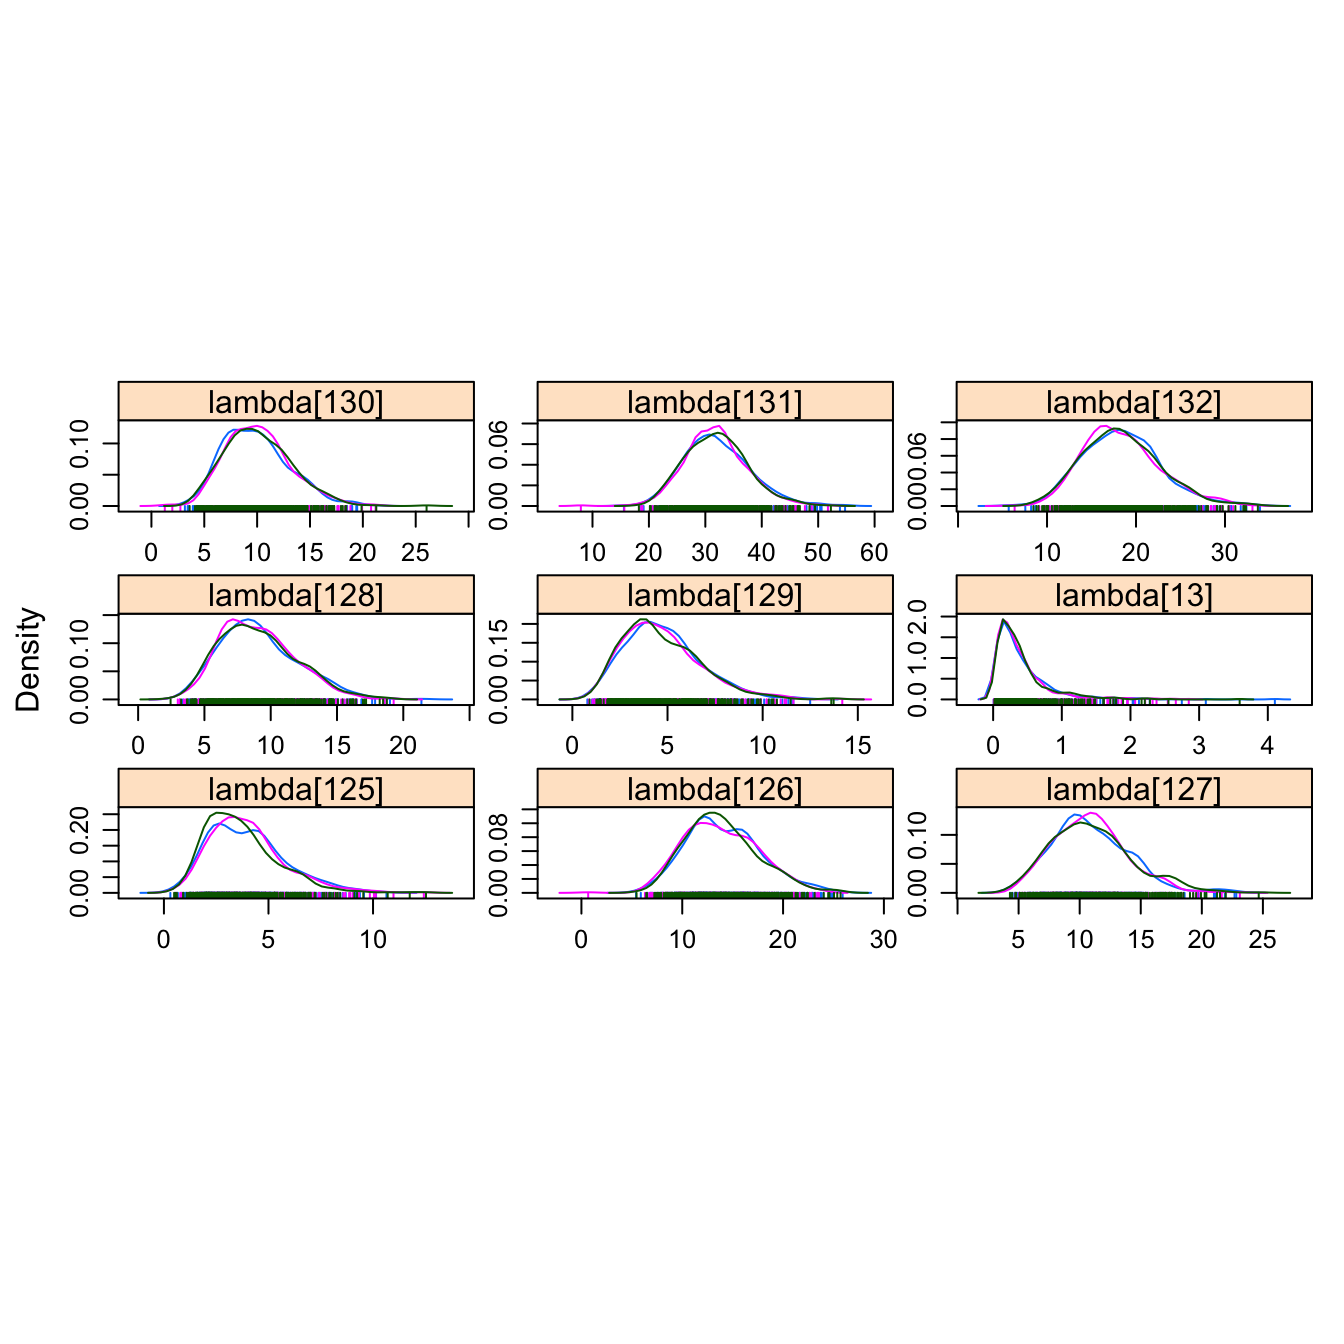 lambda[130] lambda[131] lambda[132]
0.00 0.10 0.00 0.06 0.00 0.06
0 5 10 15 20 25 10 20 30 40 50 60 10 20 30
lambda[128] lambda[129] lambda[13]
Density
0.00 0.10 0.00 0.15 0.0 1.0 2.0
0 5 10 15 20 0 5 10 15 0 1 2 3 4
lambda[125] lambda[126] lambda[127]
0.00 0.20 0.00 0.08 0.00 0.10
0 5 10 0 10 20 30 5 10 15 20 25